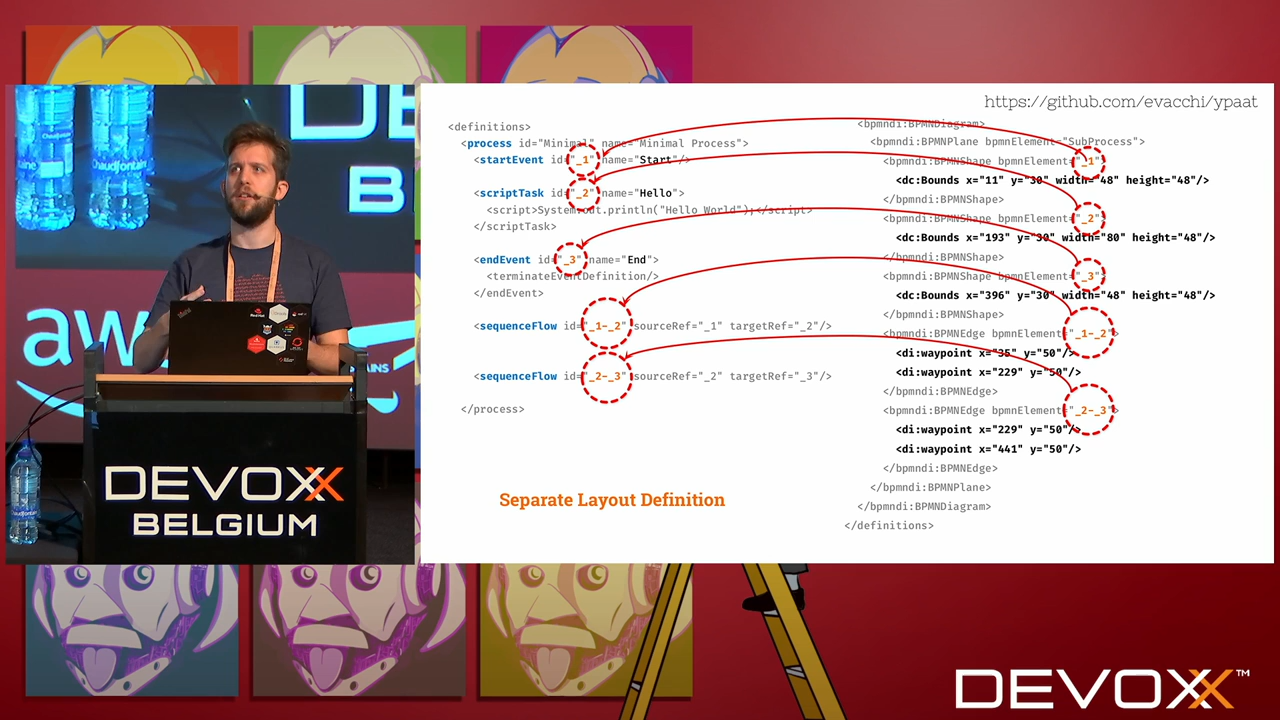 https://github.com/evacchi/ypaat
<definitions>
<process id="Minimal" name="Minimal Process">
<startEvent id="_1" name="Start"/>
<scriptTask id="_2" name="Hello">
<script>System.out.println("Hello World");</script>
</scriptTask>
<endEvent id="_3" name="End">
<terminateEventDefinition/>
</endEvent>
<sequenceFlow id="_1-_2" sourceRef="_1" targetRef="_2"/>
<sequenceFlow id="_2-_3" sourceRef="_2" targetRef="_3"/>
</process>
Separate Layout Definition
<bpmndi:BPMNDiagram>
<bpmndi:BPMNPlane bpmnElement="SubProcess">
<bpmndi:BPMNShape bpmnElement="_1">
<dc:Bounds x="11" y="30" width="48" height="48"/>
</bpmndi:BPMNShape>
<bpmndi:BPMNShape bpmnElement="_2">
<dc:Bounds x="193" y="30" width="80" height="48"/>
</bpmndi:BPMNShape>
<bpmndi:BPMNShape bpmnElement="_3">
<dc:Bounds x="396" y="30" width="48" height="48"/>
</bpmndi:BPMNShape>
<bpmndi:BPMNEdge bpmnElement="_1-_2">
<di:waypoint x="35" y="50"/>
<di:waypoint x="229" y="50"/>
</bpmndi:BPMNEdge>
<bpmndi:BPMNEdge bpmnElement="_2-_3">
<di:waypoint x="229" y="50"/>
<di:waypoint x="441" y="50"/>
</bpmndi:BPMNEdge>
</bpmndi:BPMNPlane>
</bpmndi:BPMNDiagram>
</definitions>
DEVO
B
Chaudfontaine
aws
DEVOXX
BELGIUM
DEVOXX™